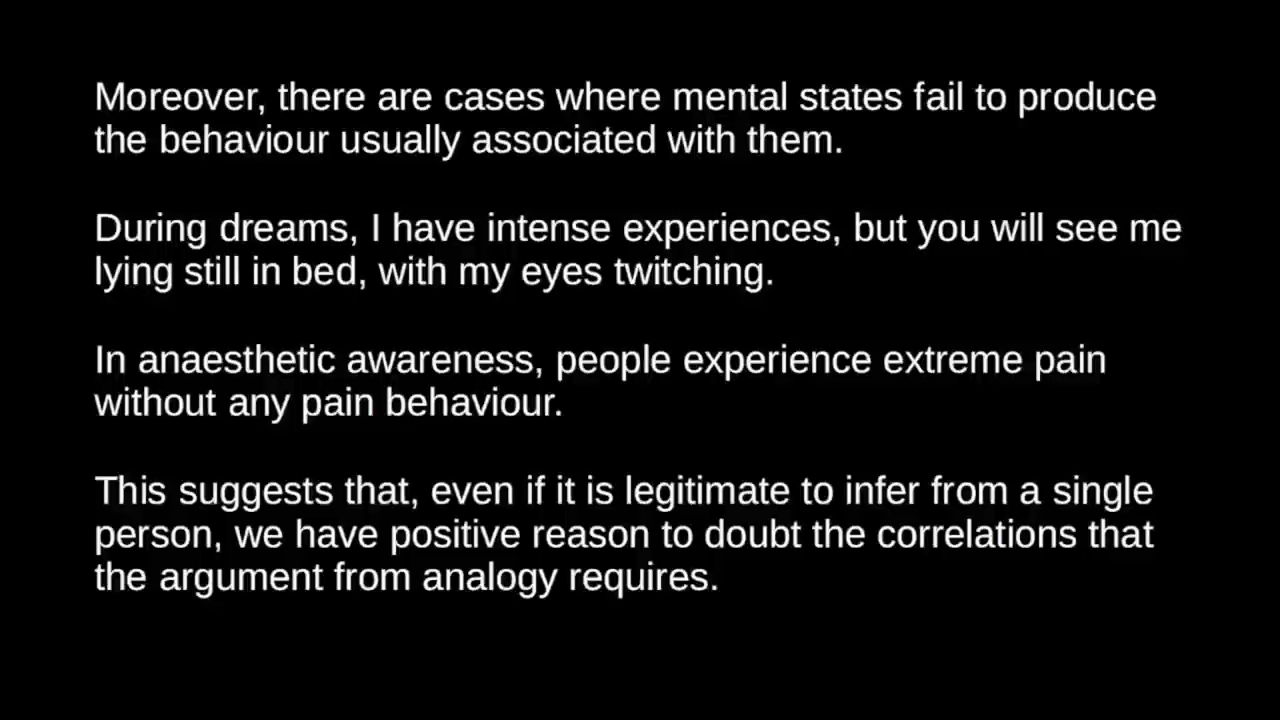 Moreover, there are cases where mental states fail to produce
the behaviour usually associated with them.
During dreams, I have intense experiences, but you will see me
lying still in bed, with my eyes twitching.
In anaesthetic awareness, people experience extreme pain
without any pain behaviour.
This suggests that, even if it is legitimate to infer from a single
person, we have positive reason to doubt the correlations that
the argument from analogy requires.